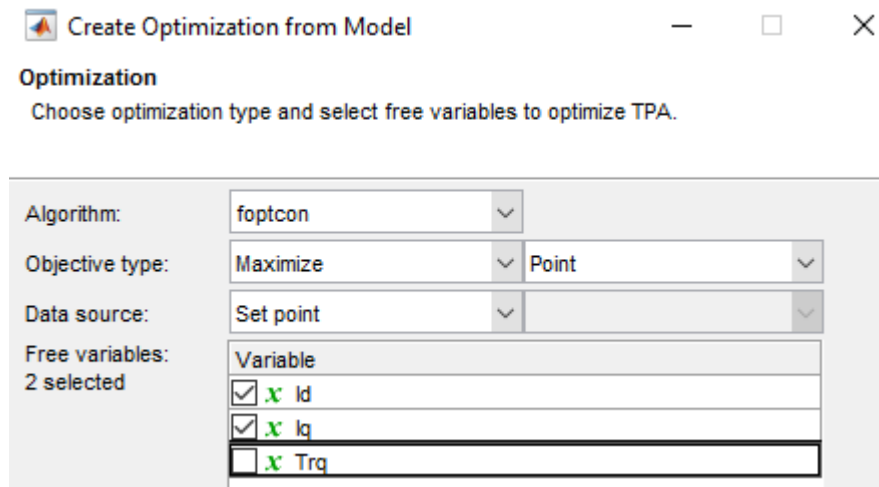 Create Optimization from Model
Optimization
Choose optimization type and select free variables to optimize TPA.
Algorithm: foptcon
Objective type: Maximize Point
Data source: Set point
Free variables: Variable
2 selected
x Id
x Iq
x Trq